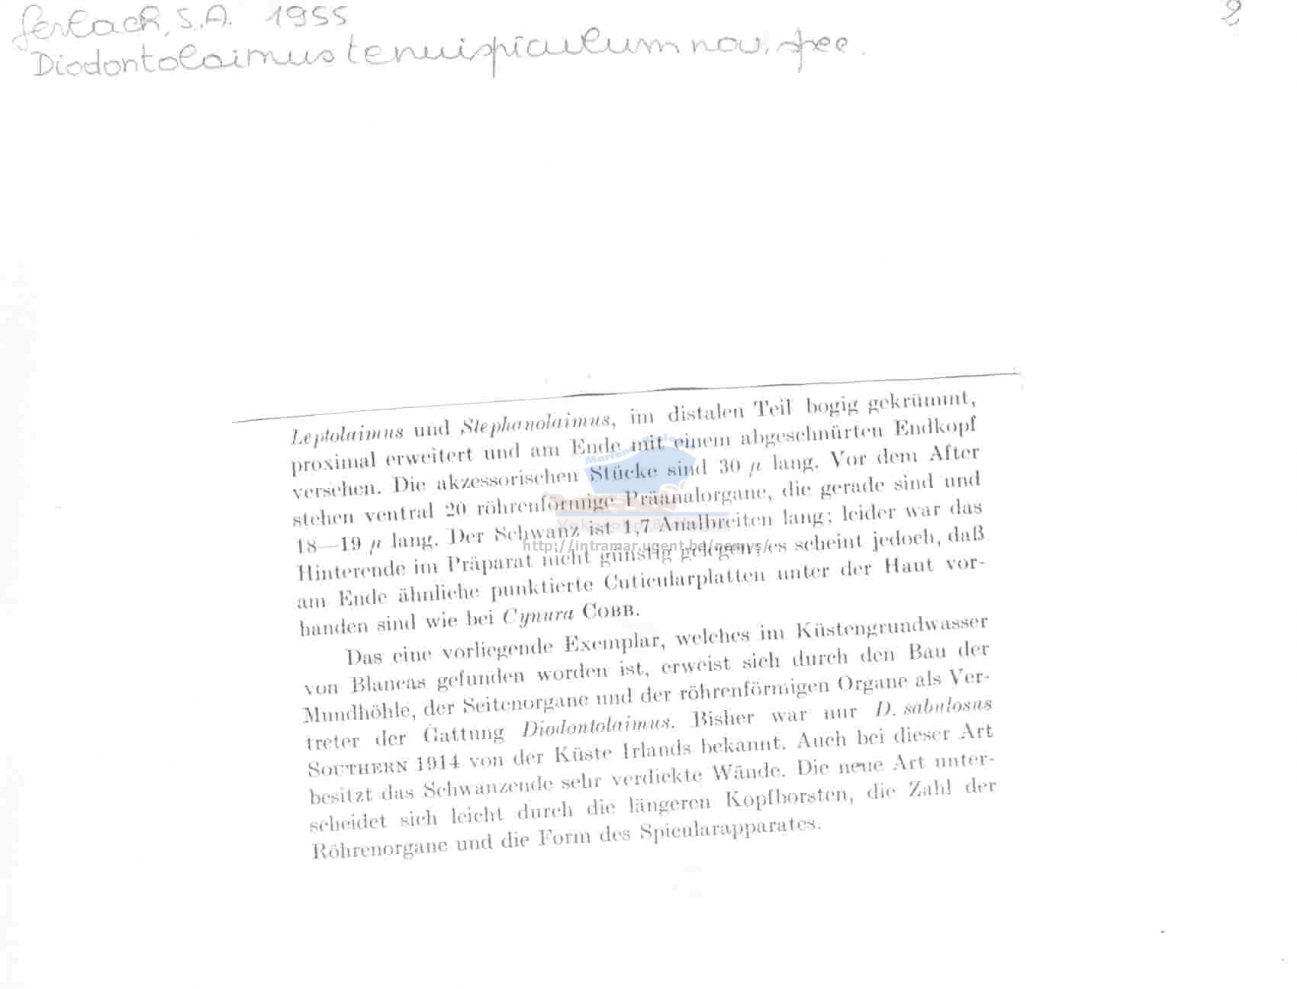 Gerlach, S.A. 1955
2
Diodontolaimus tenuispiculum nov. spec.
Leptolaimus und Stephanolaimus, im distalen Teil bogig gekrümmt,
proximal erweitert und am Ende mit einem abgeschnürten Endkopf
versehen. Die akzessorischen Stücke sind 30 μ lang. Vor dem After
stehen ventral 20 röhrenförmige Präanalorgane, die gerade sind und
18—19 μ lang. Der Schwanz ist 1,7 Analbreiten lang; leider war das
Hinterende im Präparat nicht günstig gelegen, es scheint jedoch, daß
am Ende ähnliche punktierte Cuticularplatten unter der Haut vor-
handen sind wie bei Cynura COBB.
Das eine vorliegende Exemplar, welches im Küstengrundwasser
von Blancas gefunden worden ist, erweist sich durch den Bau der
Mundhöhle, der Seitenorgane und der röhrenförmigen Organe als Ver-
treter der Gattung Diodontolaimus. Bisher war nur D. sabulosus
SOUTHERN 1914 von der Küste Irlands bekannt. Auch bei dieser Art
besitzt das Schwanzende sehr verdickte Wände. Die neue Art unter-
scheidet sich leicht durch die längeren Kopfborsten, die Zahl der
Röhrenorgane und die Form des Spicularapparates.
http://intramar.ugent.be/nemys/